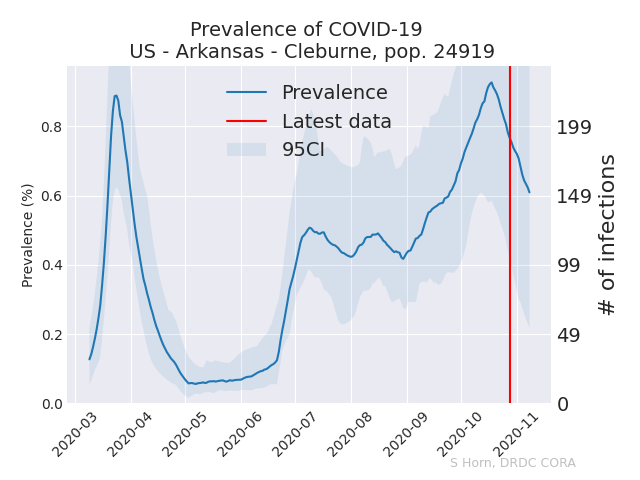 Prevalence of COVID-19
US - Arkansas - Cleburne, pop. 24919
Prevalence
Latest data
95CI
Prevalence (%)
0.8
0.6
0.4
0.2
0.0
199
149
99
49
0
# of infections
2020-03
2020-04
2020-05
2020-06
2020-07
2020-08
2020-09
2020-10
2020-11
S Horn, DRDC CORA